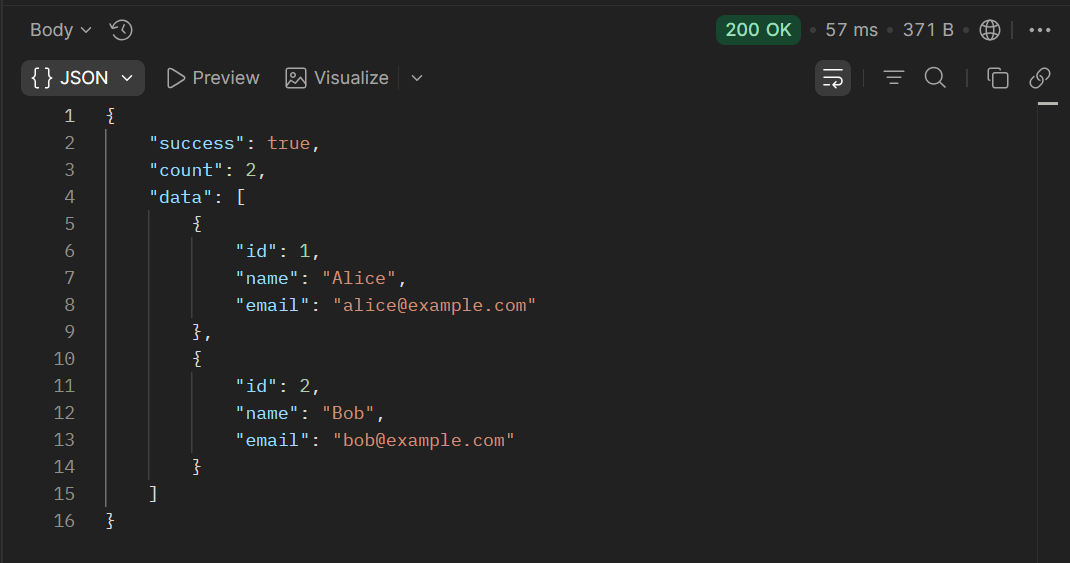 Body 200 OK • 57 ms • 371 B •
{ } JSON Preview Visualize
1 {
2     "success": true,
3     "count": 2,
4     "data": [
5         {
6             "id": 1,
7             "name": "Alice",
8             "email": "alice@example.com"
9         },
10         {
11             "id": 2,
12             "name": "Bob",
13             "email": "bob@example.com"
14         }
15     ]
16 }